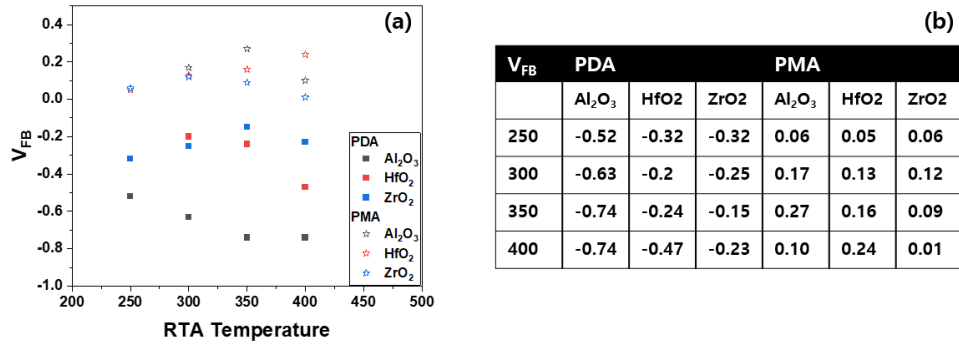 (a)
0.4
0.2
0.0
-0.2
-0.4
-0.6
-0.8
-1.0
V_FB
200 250 300 350 400 450 500
RTA Temperature
PDA
Al₂O₃
HfO₂
ZrO₂
PMA
Al₂O₃
HfO₂
ZrO₂
(b)
V_FB PDA PMA
Al₂O₃ HfO2 ZrO2 Al₂O₃ HfO2 ZrO2
250 -0.52 -0.32 -0.32 0.06 0.05 0.06
300 -0.63 -0.2 -0.25 0.17 0.13 0.12
350 -0.74 -0.24 -0.15 0.27 0.16 0.09
400 -0.74 -0.47 -0.23 0.10 0.24 0.01